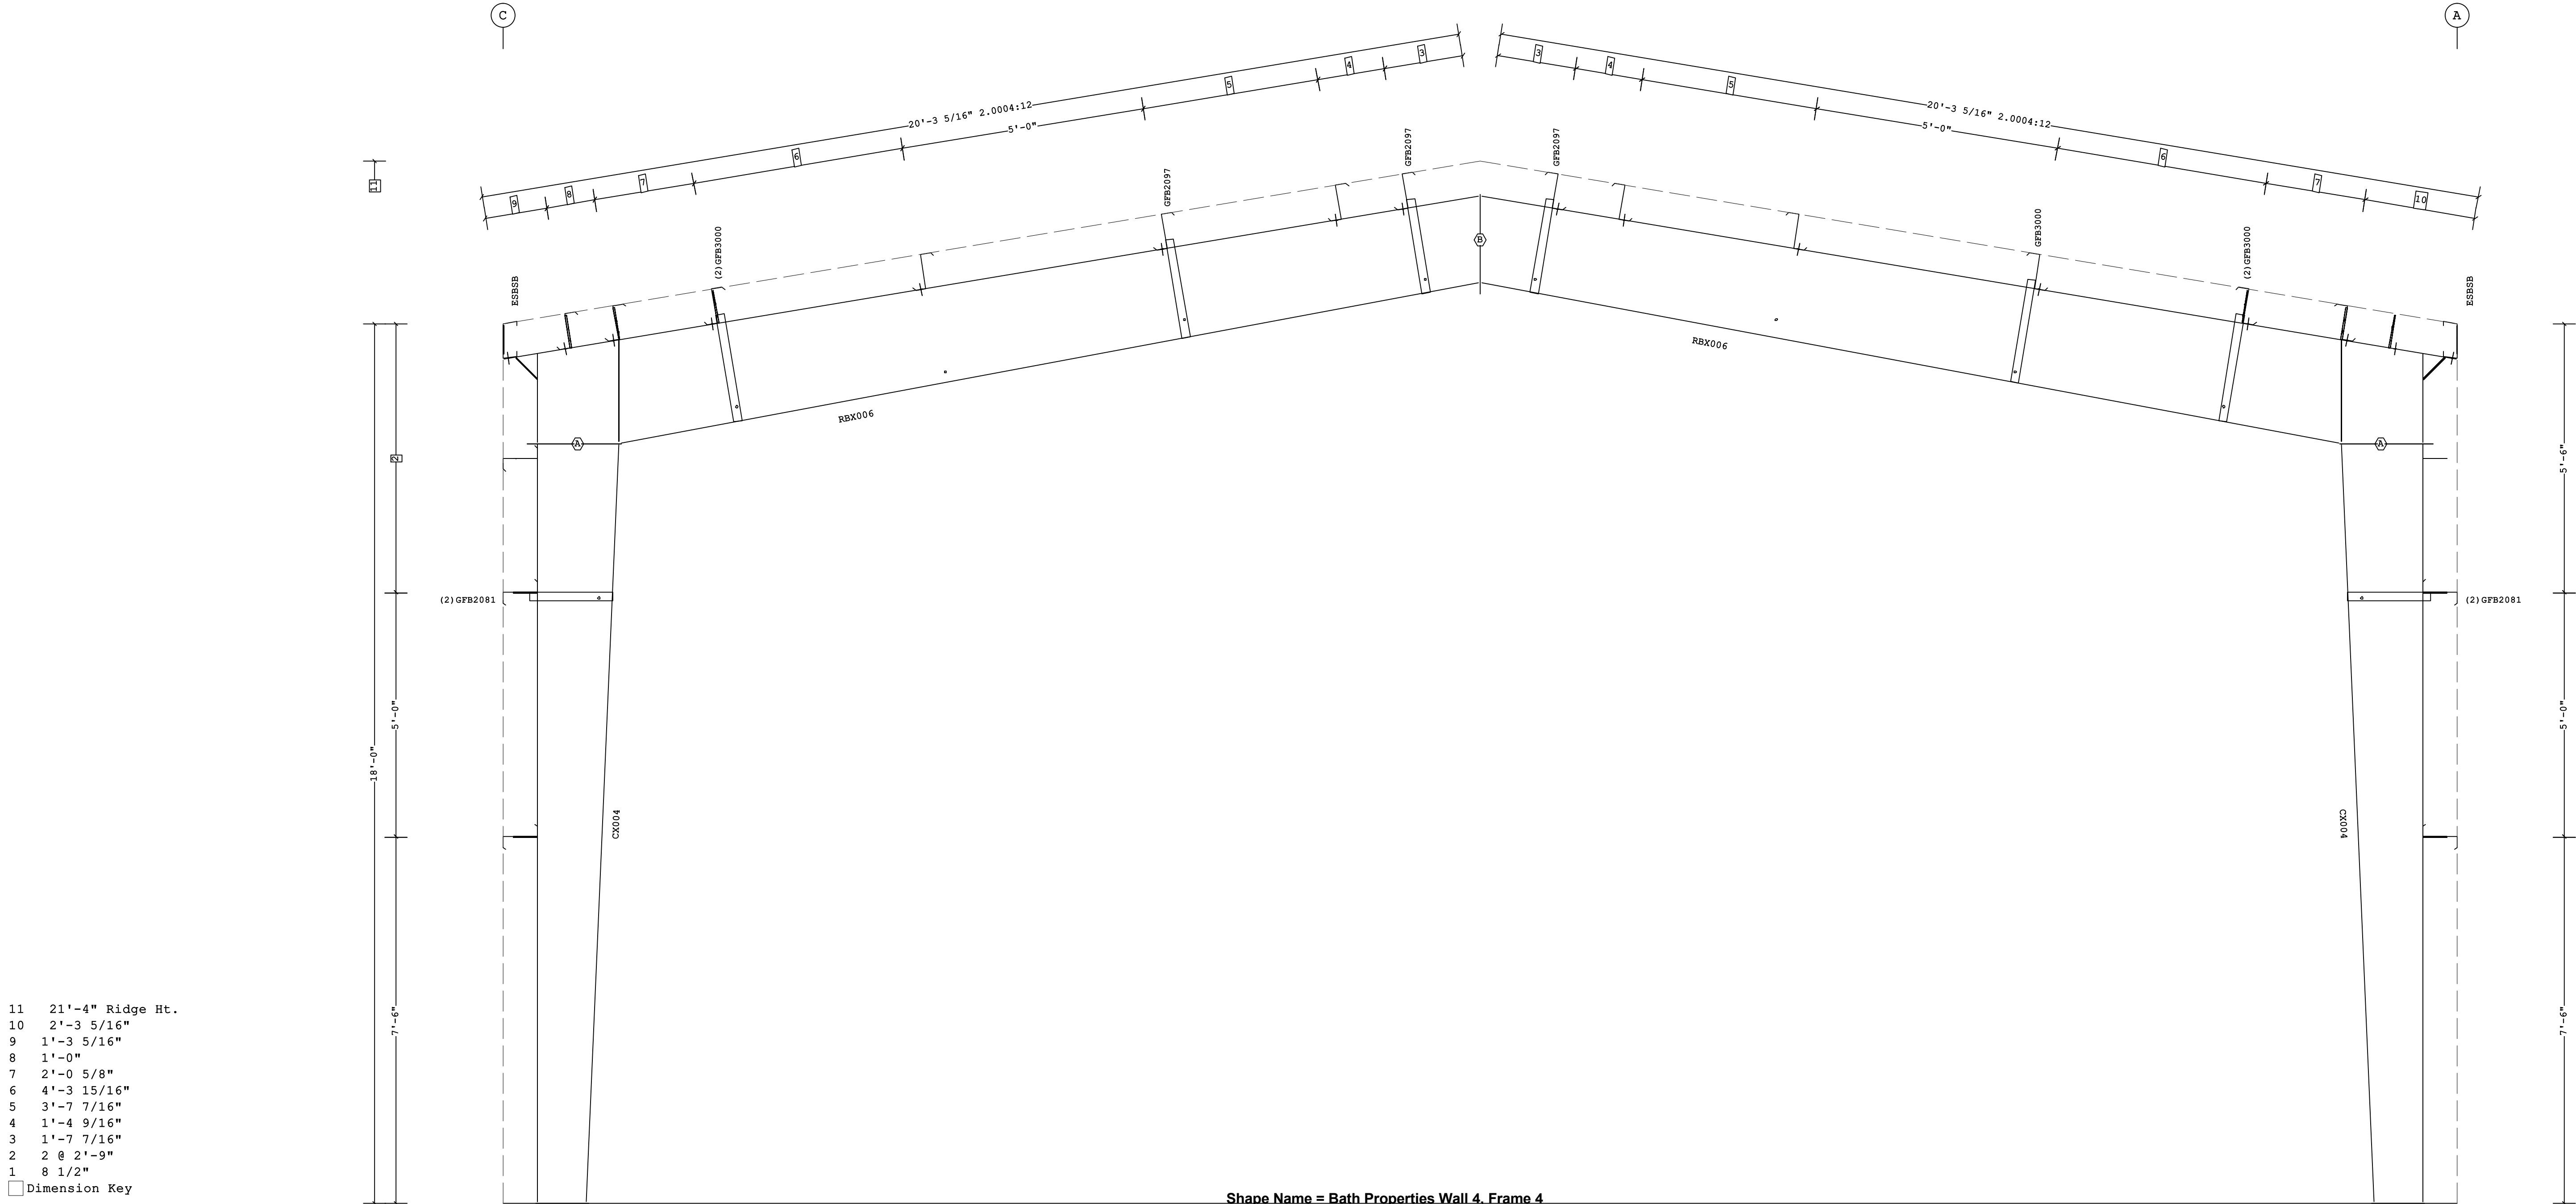 C
A
3
3
4
4
5
5
20'-3 5/16" 2.0004:12
20'-3 5/16" 2.0004:12
5'-0"
5'-0"
6
6
7
7
8
9
10
11
GFB2097
GFB2097
GFB2097
GFB3000
(2)GFB3000
(2)GFB3000
ESBSB
ESBSB
B
RBX006
RBX006
A
A
2
5'-6"
(2)GFB2081
(2)GFB2081
5'-0"
5'-0"
18'-0"
CX004
CX004
7'-6"
7'-6"
11 21'-4" Ridge Ht.
10 2'-3 5/16"
9 1'-3 5/16"
8 1'-0"
7 2'-0 5/8"
6 4'-3 15/16"
5 3'-7 7/16"
4 1'-4 9/16"
3 1'-7 7/16"
2 2 @ 2'-9"
1 8 1/2"
Dimension Key
Shape Name = Bath Properties Wall 4, Frame 4